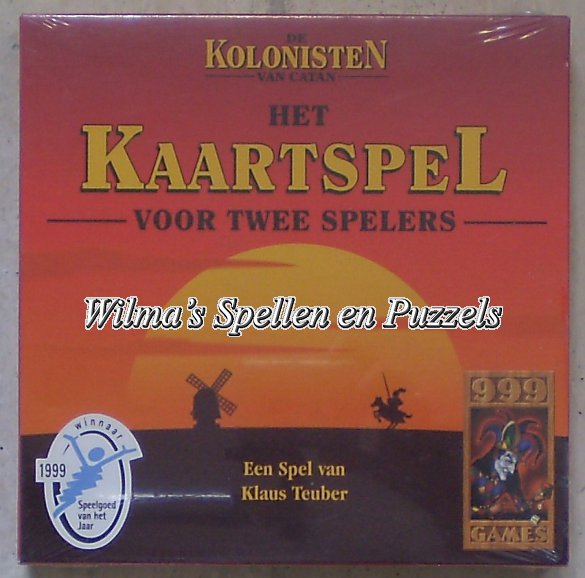 DE
KOLONISTEN
VAN CATAN
HET
KAARTSPEL
VOOR TWEE SPELERS
Wilma's Spellen en Puzzels
winnaar
1999
Speelgoed
van het
Jaar
Een Spel van
Klaus Teuber
999
GAMES